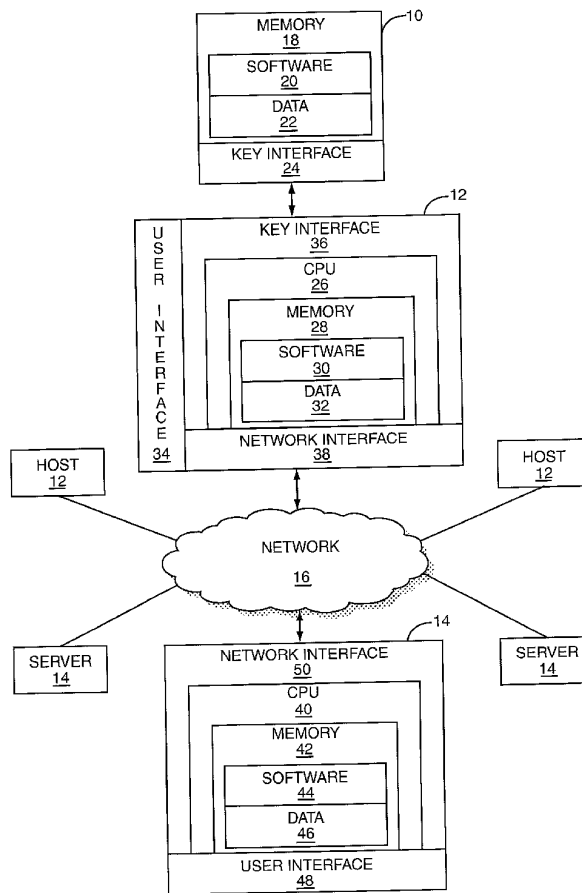 10
MEMORY
18
SOFTWARE
20
DATA
22
KEY INTERFACE
24
12
USER INTERFACE
34
KEY INTERFACE
36
CPU
26
MEMORY
28
SOFTWARE
30
DATA
32
NETWORK INTERFACE
38
HOST
12
HOST
12
NETWORK
16
SERVER
14
SERVER
14
14
NETWORK INTERFACE
50
CPU
40
MEMORY
42
SOFTWARE
44
DATA
46
USER INTERFACE
48